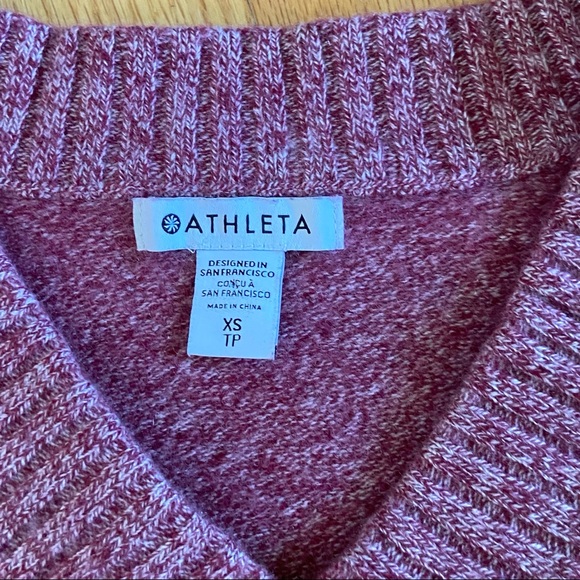 ATHLETA
DESIGNED IN
SAN FRANCISCO
CONÇU À
SAN FRANCISCO
MADE IN CHINA
XS
TP